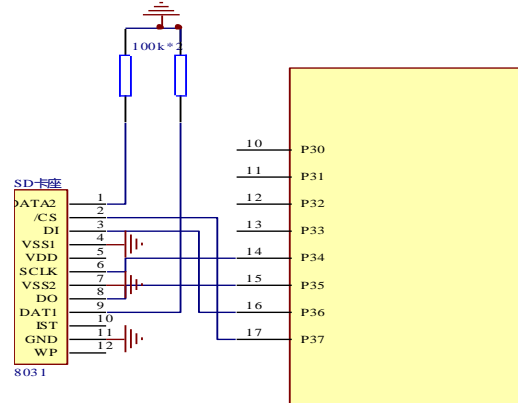 100k*2
SD卡座
DATA2 1
/CS 2
DI 3
VSS1 4
VDD 5
SCLK 6
VSS2 7
DO 8
DAT1 9
IST 10
GND 11
WP 12
8031
10 P30
11 P31
12 P32
13 P33
14 P34
15 P35
16 P36
17 P37